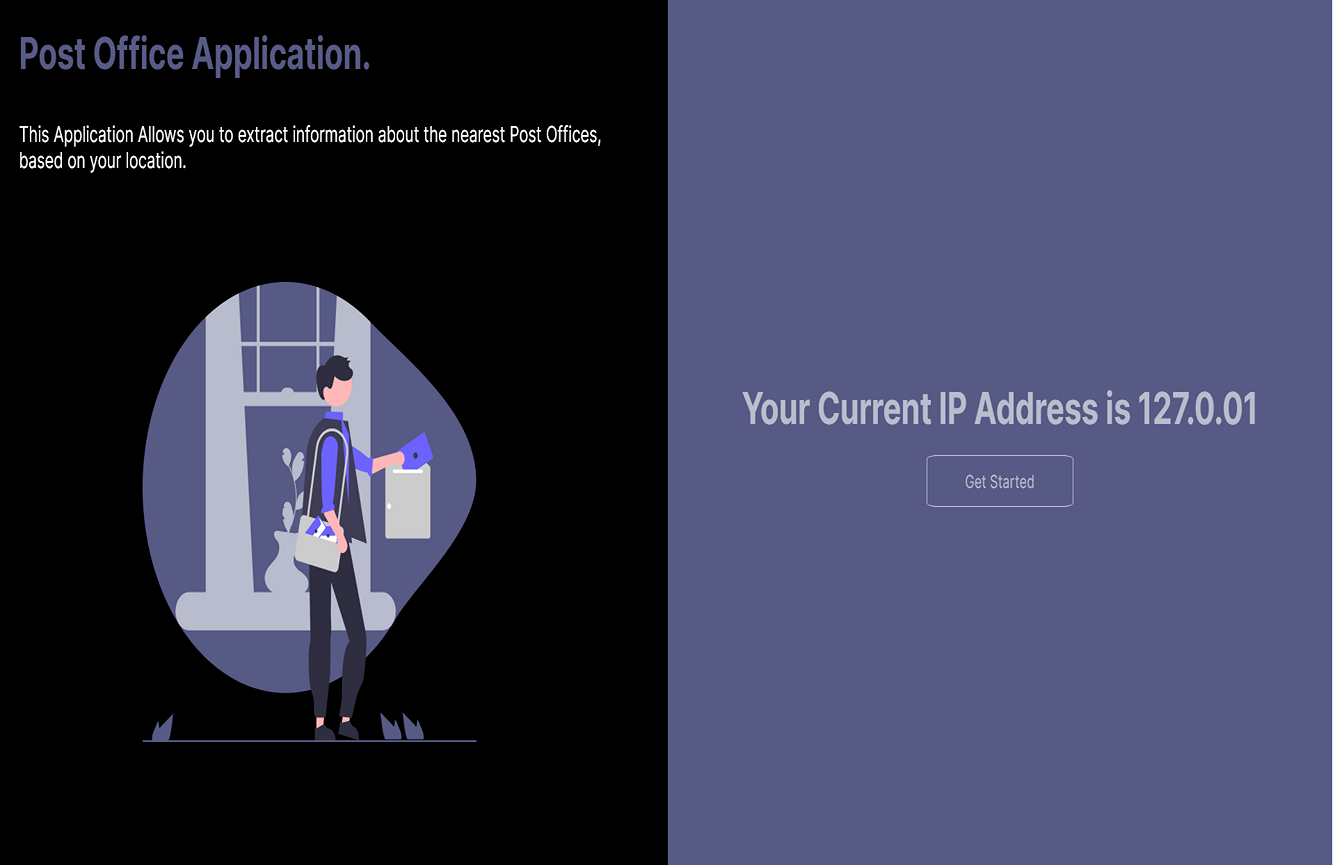 Post Office Application.
This Application Allows you to extract information about the nearest Post Offices,
based on your location.
Your Current IP Address is 127.0.01
Get Started